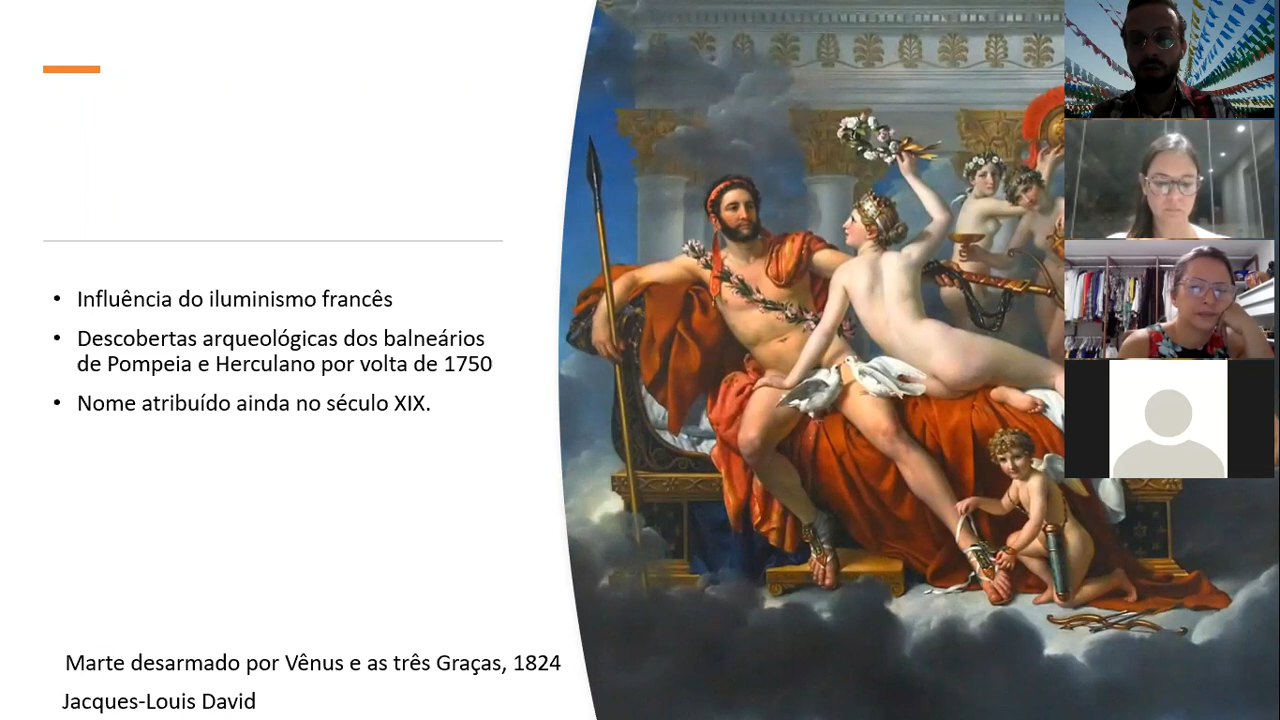 • Influência do iluminismo francês
• Descobertas arqueológicas dos balneários
de Pompeia e Herculano por volta de 1750
• Nome atribuído ainda no século XIX.
Marte desarmado por Vênus e as três Graças, 1824
Jacques-Louis David